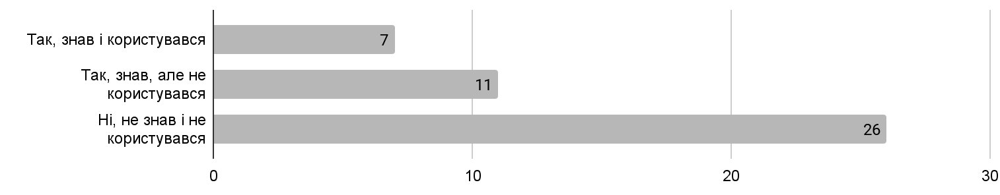 Так, знав і користувався
7
Так, знав, але не
користувався
11
Ні, не знав і не
користувався
26
0
10
20
30